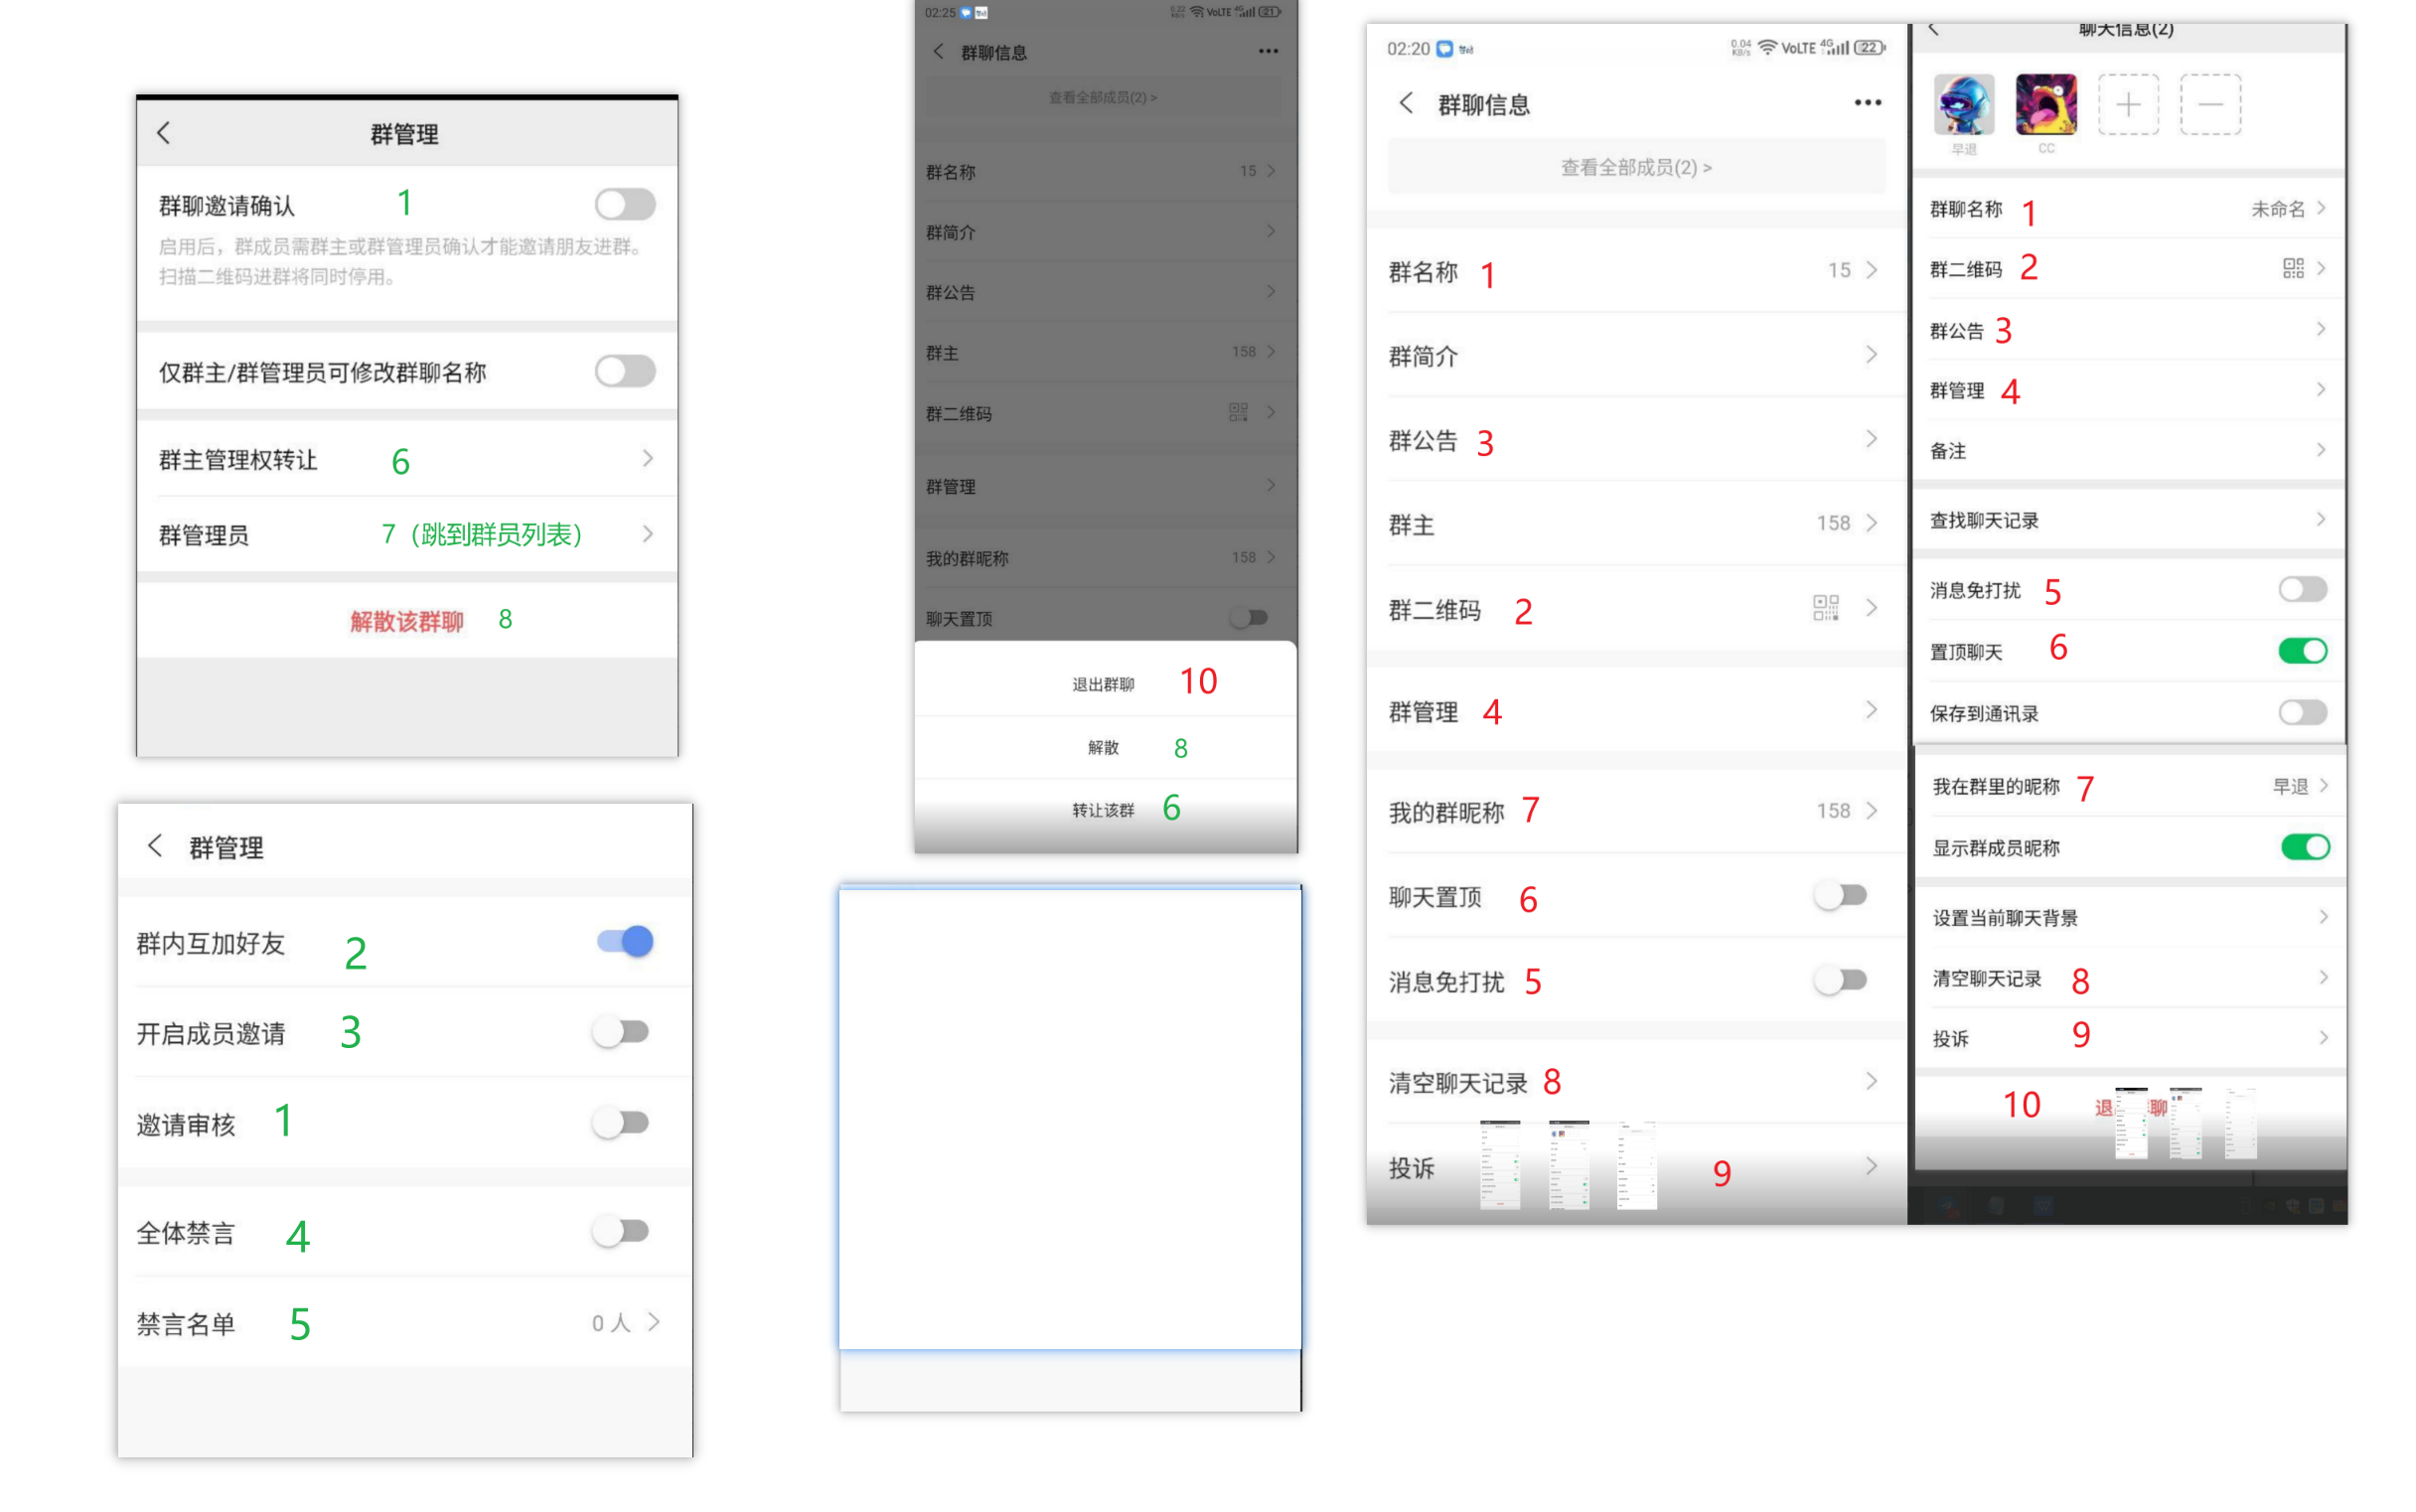 群管理
群聊邀请确认 1
启用后，群成员需群主或群管理员确认才能邀请朋友进群。
扫描二维码进群将同时停用。
仅群主/群管理员可修改群聊名称
群主管理权转让 6
群管理员 7（跳到群员列表）
解散该群聊 8
群管理
群内互加好友 2
开启成员邀请 3
邀请审核 1
全体禁言 4
禁言名单 5 0人
02:25 0.22 KB/s VoLTE 4G 21
群聊信息
查看全部成员(2) >
群名称 15
群简介
群公告
群主 158
群二维码
群管理
我的群昵称 158
聊天置顶
退出群聊 10
解散 8
转让该群 6
02:20 0.04 KB/s VoLTE 4G 22
群聊信息
查看全部成员(2) >
群名称 1 15
群简介
群公告 3
群主 158
群二维码 2
群管理 4
我的群昵称 7 158
聊天置顶 6
消息免打扰 5
清空聊天记录 8
投诉 9
聊天信息(2)
早退 CC
群聊名称 1 未命名
群二维码 2
群公告 3
群管理 4
备注
查找聊天记录
消息免打扰 5
置顶聊天 6
保存到通讯录
我在群里的昵称 7 早退
显示群成员昵称
设置当前聊天背景
清空聊天记录 8
投诉 9
10 退 聊